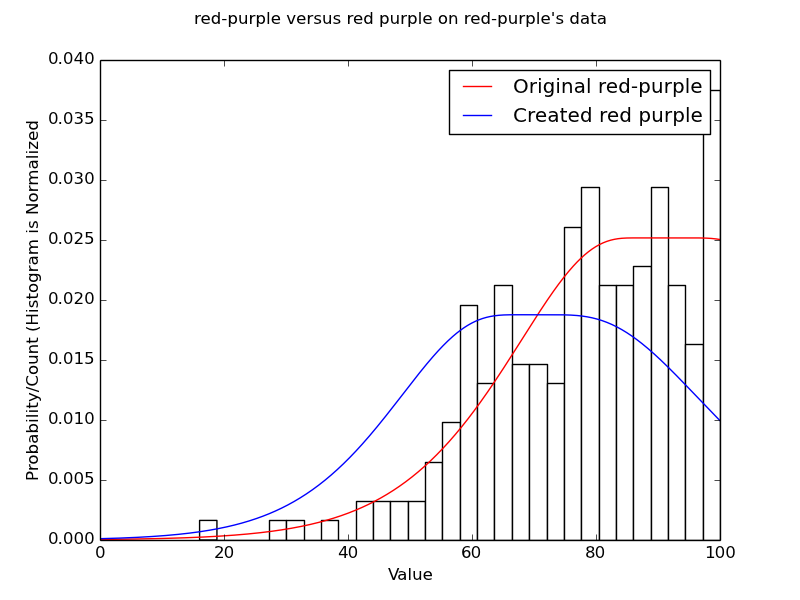 red-purple versus red purple on red-purple's data
0.040
0.035
0.030
0.025
0.020
0.015
0.010
0.005
0.000
Probability/Count (Histogram is Normalized
Original red-purple
Created red purple
0 20 40 60 80 100
Value